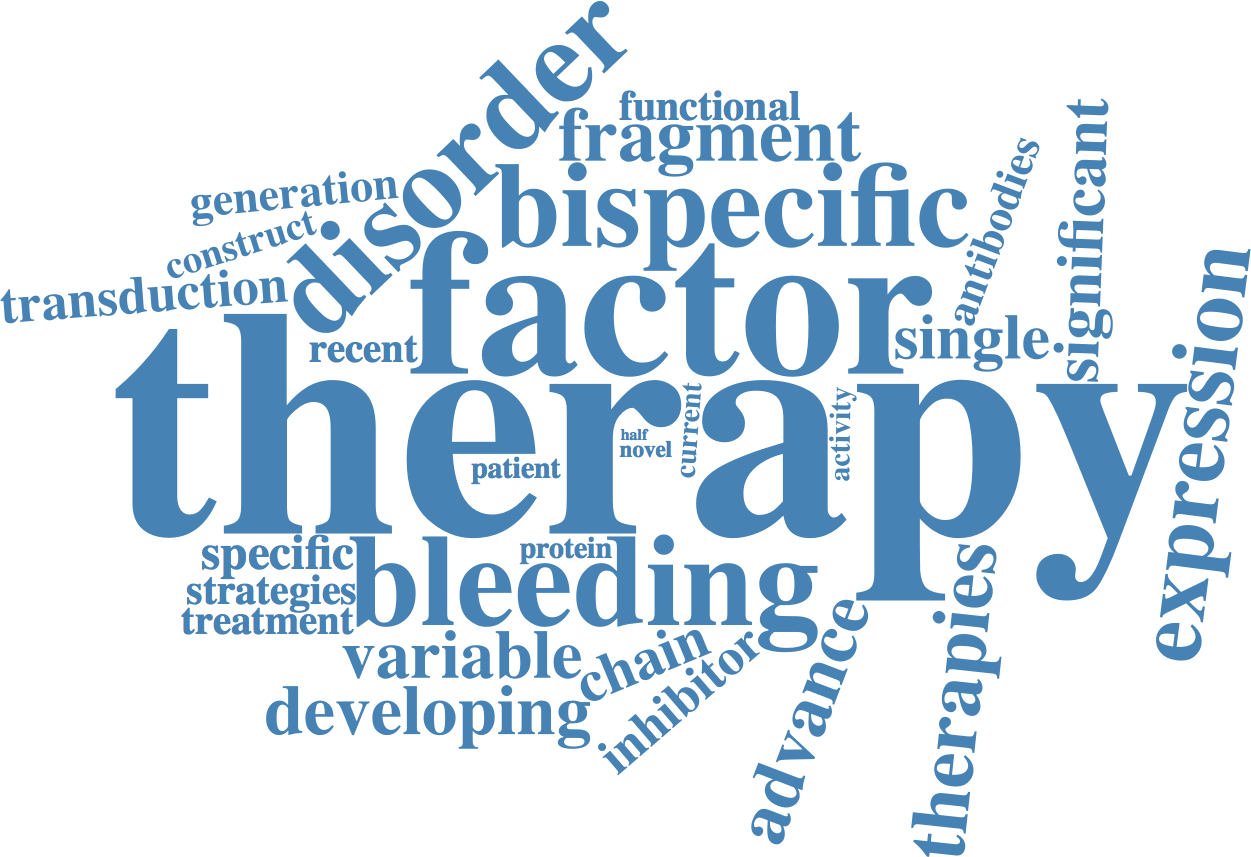 disorder
functional
fragment
generation
bispecific
construct
antibodies
significant
transduction
factor
recent
single
expression
therapy
current
activity
half
novel
patient
specific
bleeding
protein
strategies
treatment
variable
chain
inhibitor
developing
advance
therapies